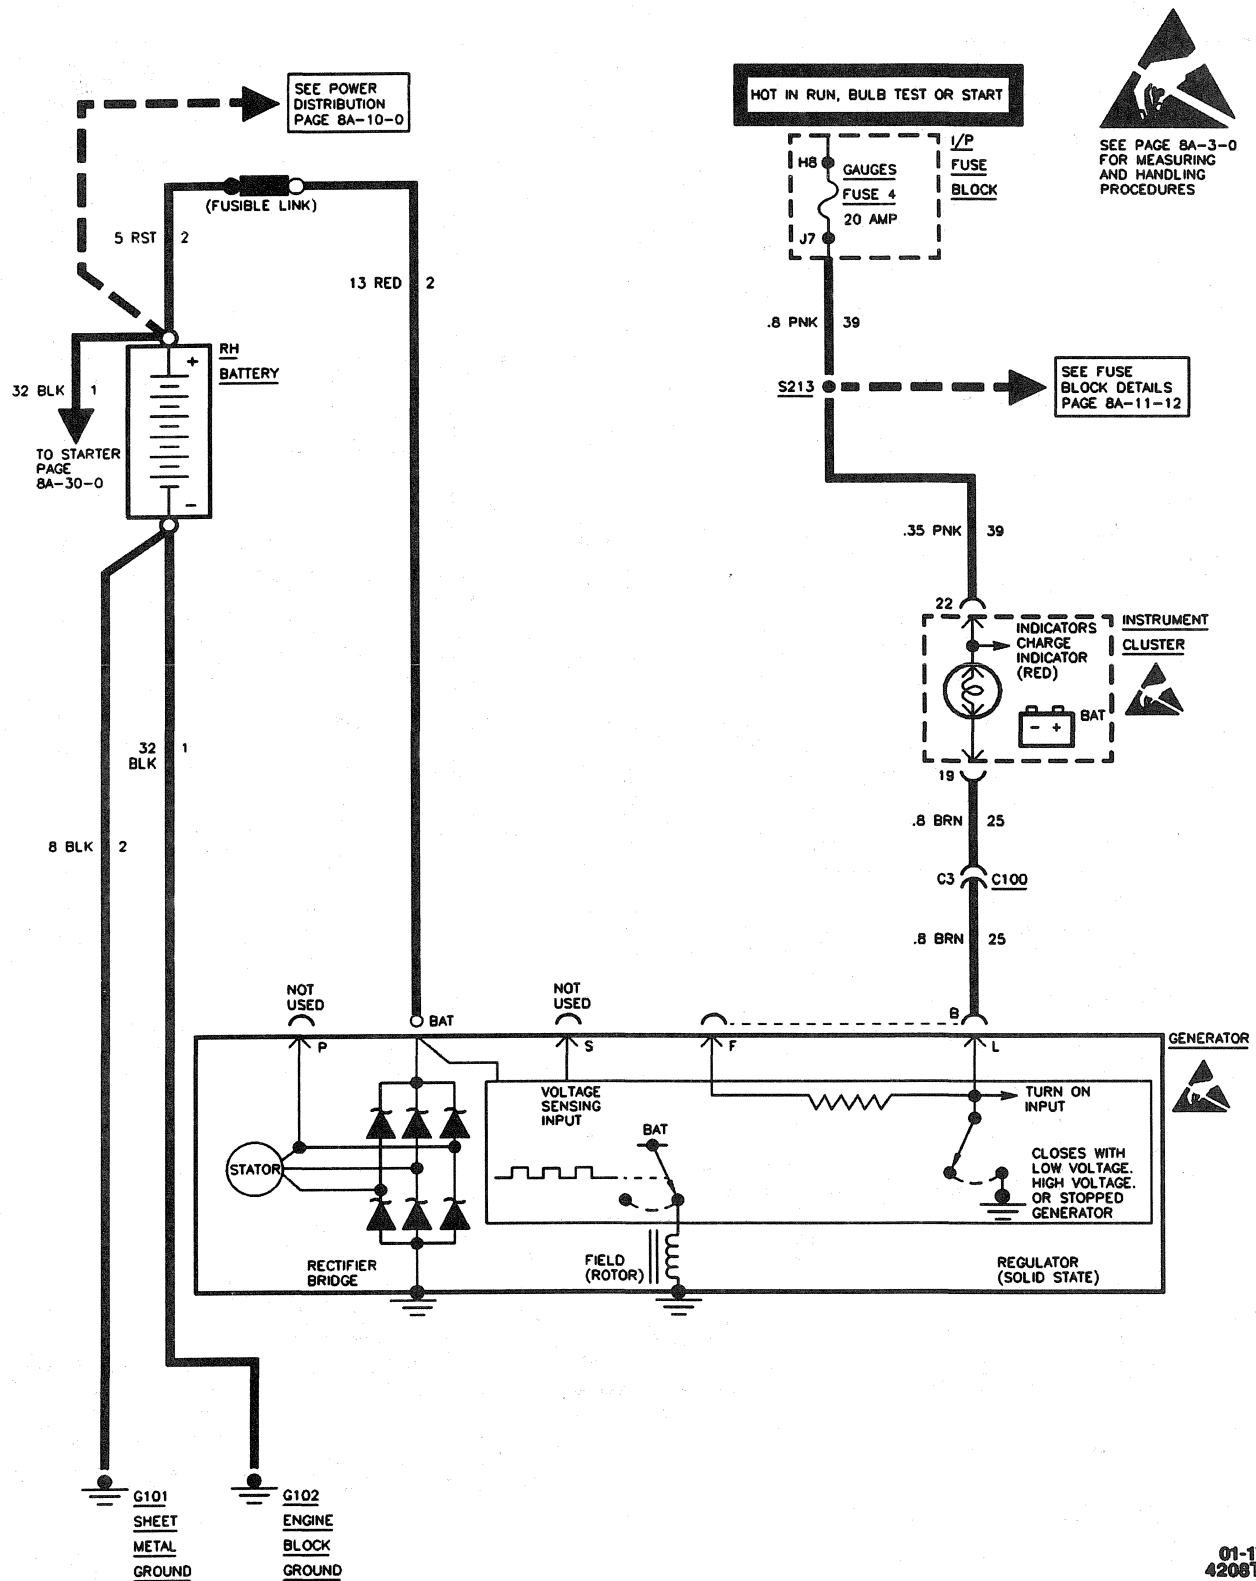 SEE POWER
DISTRIBUTION
PAGE 8A-10-0
HOT IN RUN, BULB TEST OR START
SEE PAGE 8A-3-0
FOR MEASURING
AND HANDLING
PROCEDURES
I/P
FUSE
BLOCK
H8
GAUGES
FUSE 4
20 AMP
J7
(FUSIBLE LINK)
5 RST 2
13 RED 2
.8 PNK 39
RH
BATTERY
+
-
32 BLK 1
TO STARTER
PAGE
8A-30-0
S213
SEE FUSE
BLOCK DETAILS
PAGE 8A-11-12
.35 PNK 39
22
INDICATORS
CHARGE
INDICATOR
(RED)
INSTRUMENT
CLUSTER
BAT
- +
19
32
BLK
1
8 BLK 2
.8 BRN 25
C3 C100
.8 BRN 25
NOT
USED
BAT
NOT
USED
B
P
S
F
L
GENERATOR
VOLTAGE
SENSING
INPUT
TURN ON
INPUT
BAT
STATOR
CLOSES WITH
LOW VOLTAGE.
HIGH VOLTAGE.
OR STOPPED
GENERATOR
RECTIFIER
BRIDGE
FIELD
(ROTOR)
REGULATOR
(SOLID STATE)
G101
SHEET
METAL
GROUND
G102
ENGINE
BLOCK
GROUND
01-1
4208T